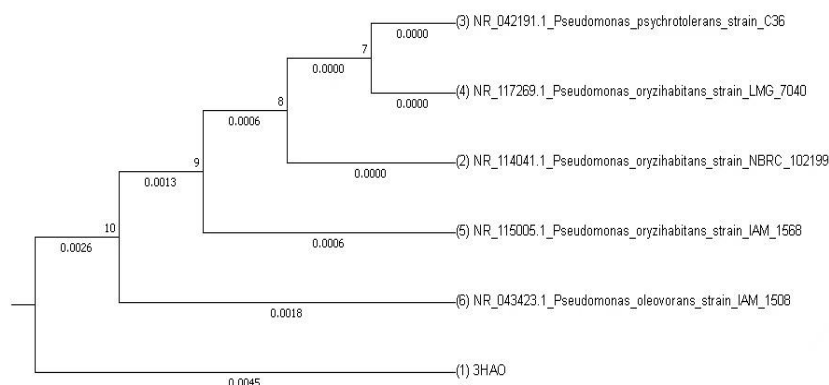 (3) NR_042191.1_Pseudomonas_psychrotolerans_strain_C36
0.0000
7
0.0000
(4) NR_117269.1_Pseudomonas_oryzihabitans_strain_LMG_7040
0.0000
8
0.0006
(2) NR_114041.1_Pseudomonas_oryzihabitans_strain_NBRC_102199
0.0000
9
0.0013
(5) NR_115005.1_Pseudomonas_oryzihabitans_strain_IAM_1568
0.0006
10
0.0026
(6) NR_043423.1_Pseudomonas_oleovorans_strain_IAM_1508
0.0018
(1) 3HAO
0.0045